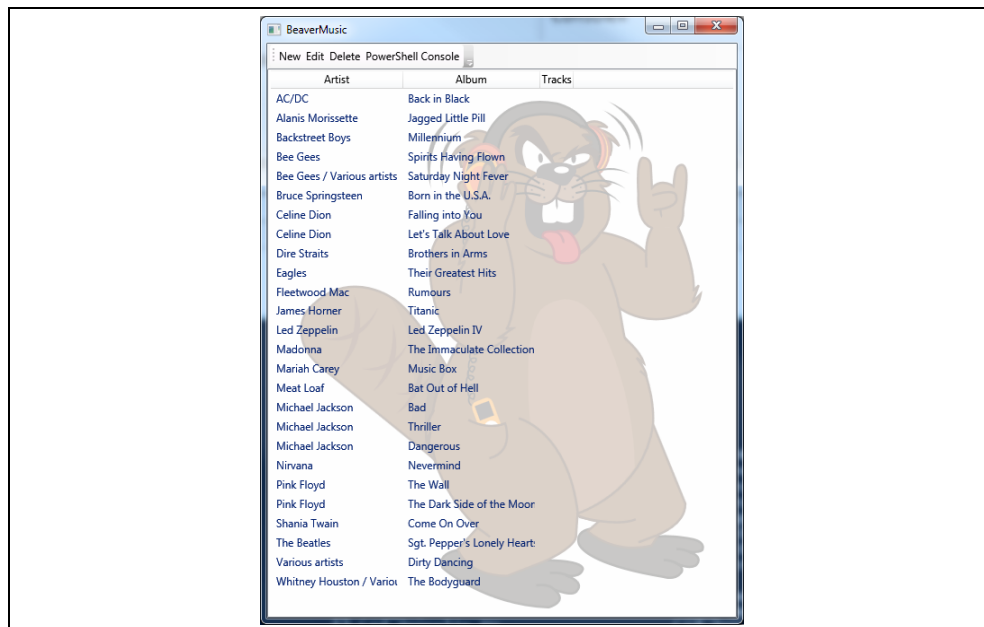 BeaverMusic
New Edit Delete PowerShell Console
Artist Album Tracks
AC/DC Back in Black
Alanis Morissette Jagged Little Pill
Backstreet Boys Millennium
Bee Gees Spirits Having Flown
Bee Gees / Various artists Saturday Night Fever
Bruce Springsteen Born in the U.S.A.
Celine Dion Falling into You
Celine Dion Let's Talk About Love
Dire Straits Brothers in Arms
Eagles Their Greatest Hits
Fleetwood Mac Rumours
James Horner Titanic
Led Zeppelin Led Zeppelin IV
Madonna The Immaculate Collection
Mariah Carey Music Box
Meat Loaf Bat Out of Hell
Michael Jackson Bad
Michael Jackson Thriller
Michael Jackson Dangerous
Nirvana Nevermind
Pink Floyd The Wall
Pink Floyd The Dark Side of the Moon
Shania Twain Come On Over
The Beatles Sgt. Pepper's Lonely Hearts
Various artists Dirty Dancing
Whitney Houston / Variou The Bodyguard